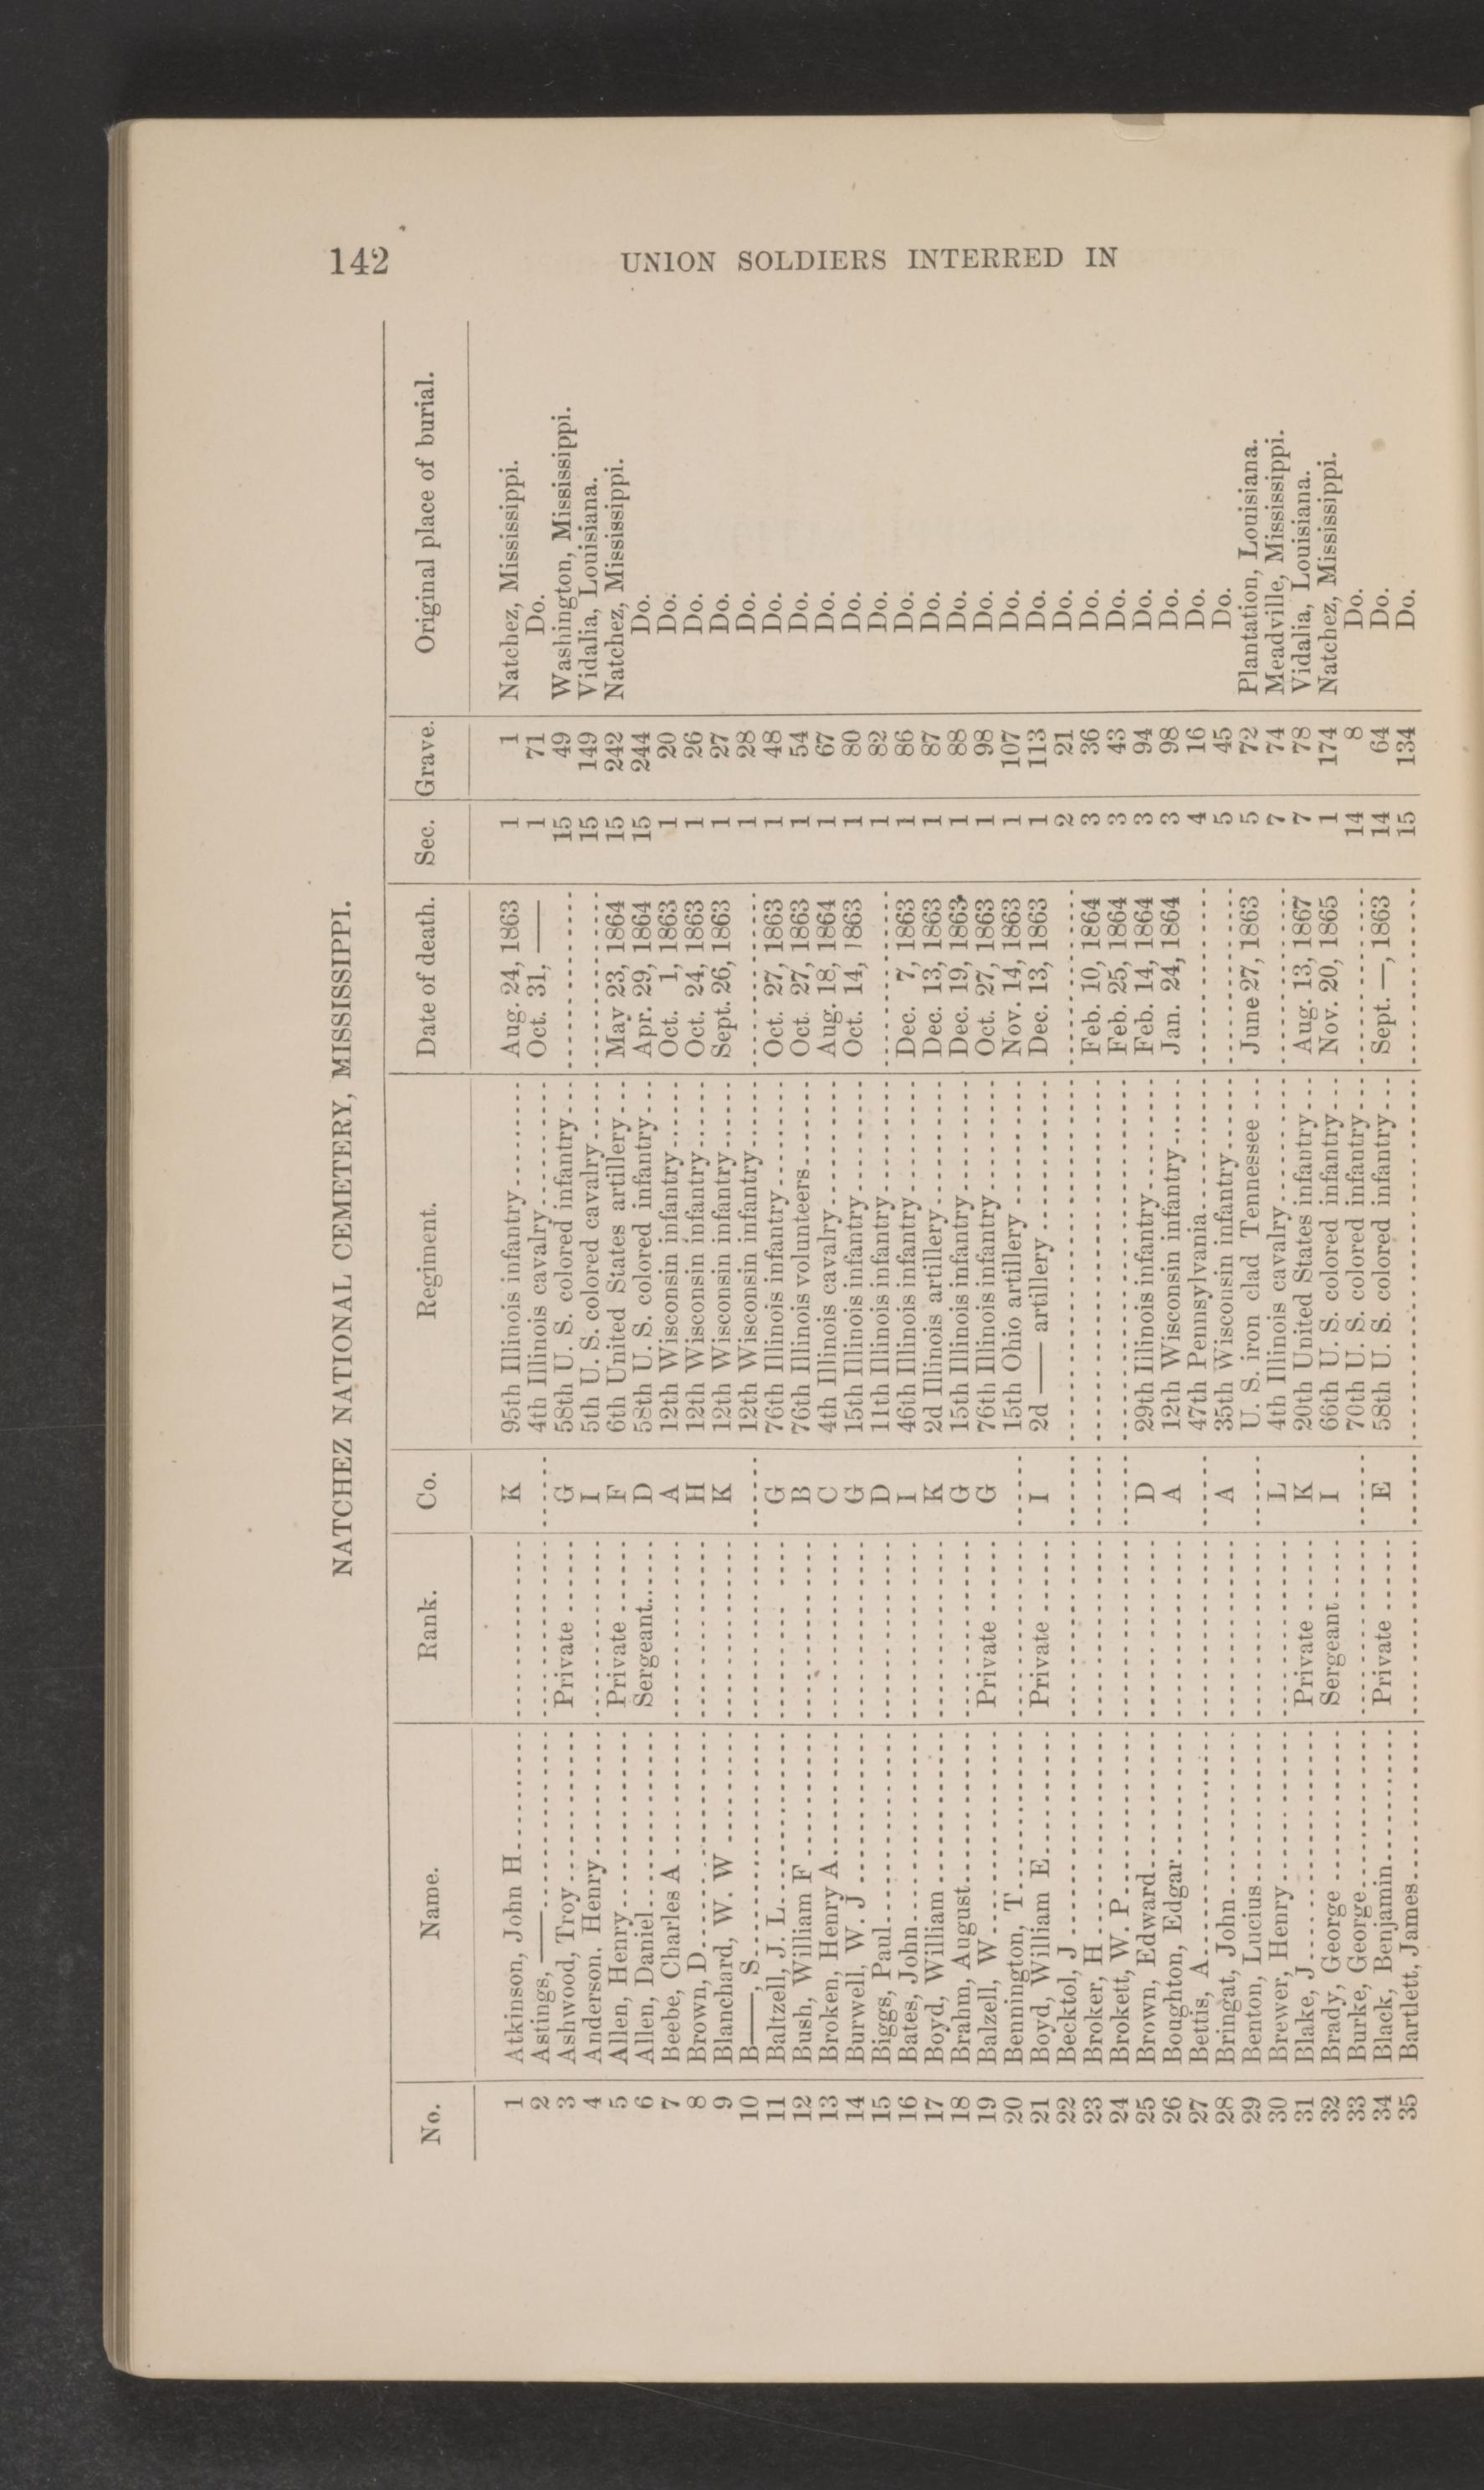 142 UNION SOLDIERS INTERRED IN
NATCHEZ NATIONAL CEMETERY, MISSISSIPPI.
No. Name. Rank. Co. Regiment. Date of death. Sec. Grave. Original place of burial.
1 Atkinson, John H. K 95th Illinois infantry Aug. 24, 1863 1 1 Natchez, Mississippi.
2 Astings, —— 4th Illinois cavalry Oct. 31, —— 1 71 Do.
3 Ashwood, Troy Private G 58th U. S. colored infantry 15 49 Washington, Mississippi.
4 Anderson. Henry I 5th U. S. colored cavalry 15 149 Vidalia, Louisiana.
5 Allen, Henry Private F 6th United States artillery May 23, 1864 15 242 Natchez, Mississippi.
6 Allen, Daniel Sergeant D 58th U. S. colored infantry Apr. 29, 1864 15 244 Do.
7 Beebe, Charles A A 12th Wisconsin infantry Oct. 1, 1863 1 20 Do.
8 Brown, D. H 12th Wisconsin infantry Oct. 24, 1863 1 26 Do.
9 Blanchard, W. W K 12th Wisconsin infantry Sept. 26, 1863 1 27 Do.
10 B——, S. 12th Wisconsin infantry 1 28 Do.
11 Baltzell, J. L. G 76th Illinois infantry Oct. 27, 1863 1 48 Do.
12 Bush, William F B 76th Illinois volunteers Oct. 27, 1863 1 54 Do.
13 Broken, Henry A. C 4th Illinois cavalry Aug. 18, 1864 1 67 Do.
14 Burwell, W. J G 15th Illinois infantry Oct. 14, 1863 1 80 Do.
15 Biggs, Paul D 11th Illinois infantry 1 82 Do.
16 Bates, John I 46th Illinois infantry Dec. 7, 1863 1 86 Do.
17 Boyd, William K 2d Illinois artillery Dec. 13, 1863 1 87 Do.
18 Brahm, August G 15th Illinois infantry Dec. 19, 1863 1 88 Do.
19 Balzell, W Private G 76th Illinois infantry Oct. 27, 1863 1 98 Do.
20 Bennington, T. 15th Ohio artillery Nov. 14, 1863 1 107 Do.
21 Boyd, William E. Private I 2d —— artillery Dec. 13, 1863 1 113 Do.
22 Becktol, J 2 21 Do.
23 Broker, H Feb. 10, 1864 3 36 Do.
24 Brokett, W. P. Feb. 25, 1864 3 43 Do.
25 Brown, Edward D 29th Illinois infantry Feb. 14, 1864 3 94 Do.
26 Boughton, Edgar A 12th Wisconsin infantry Jan. 24, 1864 3 98 Do.
27 Bettis, A 47th Pennsylvania 4 16 Do.
28 Bringat, John A 35th Wisconsin infantry 5 45 Do.
29 Benton, Lucius U. S. iron clad Tennessee June 27, 1863 5 72 Plantation, Louisiana.
30 Brewer, Henry L 4th Illinois cavalry 7 74 Meadville, Mississippi.
31 Blake, J Private K 20th United States infantry Aug. 13, 1867 7 78 Vidalia, Louisiana.
32 Brady, George Sergeant I 66th U. S. colored infantry Nov. 20, 1865 1 174 Natchez, Mississippi.
33 Burke, George 70th U. S. colored infantry 14 8 Do.
34 Black, Benjamin Private E 58th U. S. colored infantry Sept. —, 1863 14 64 Do.
35 Bartlett, James 15 134 Do.